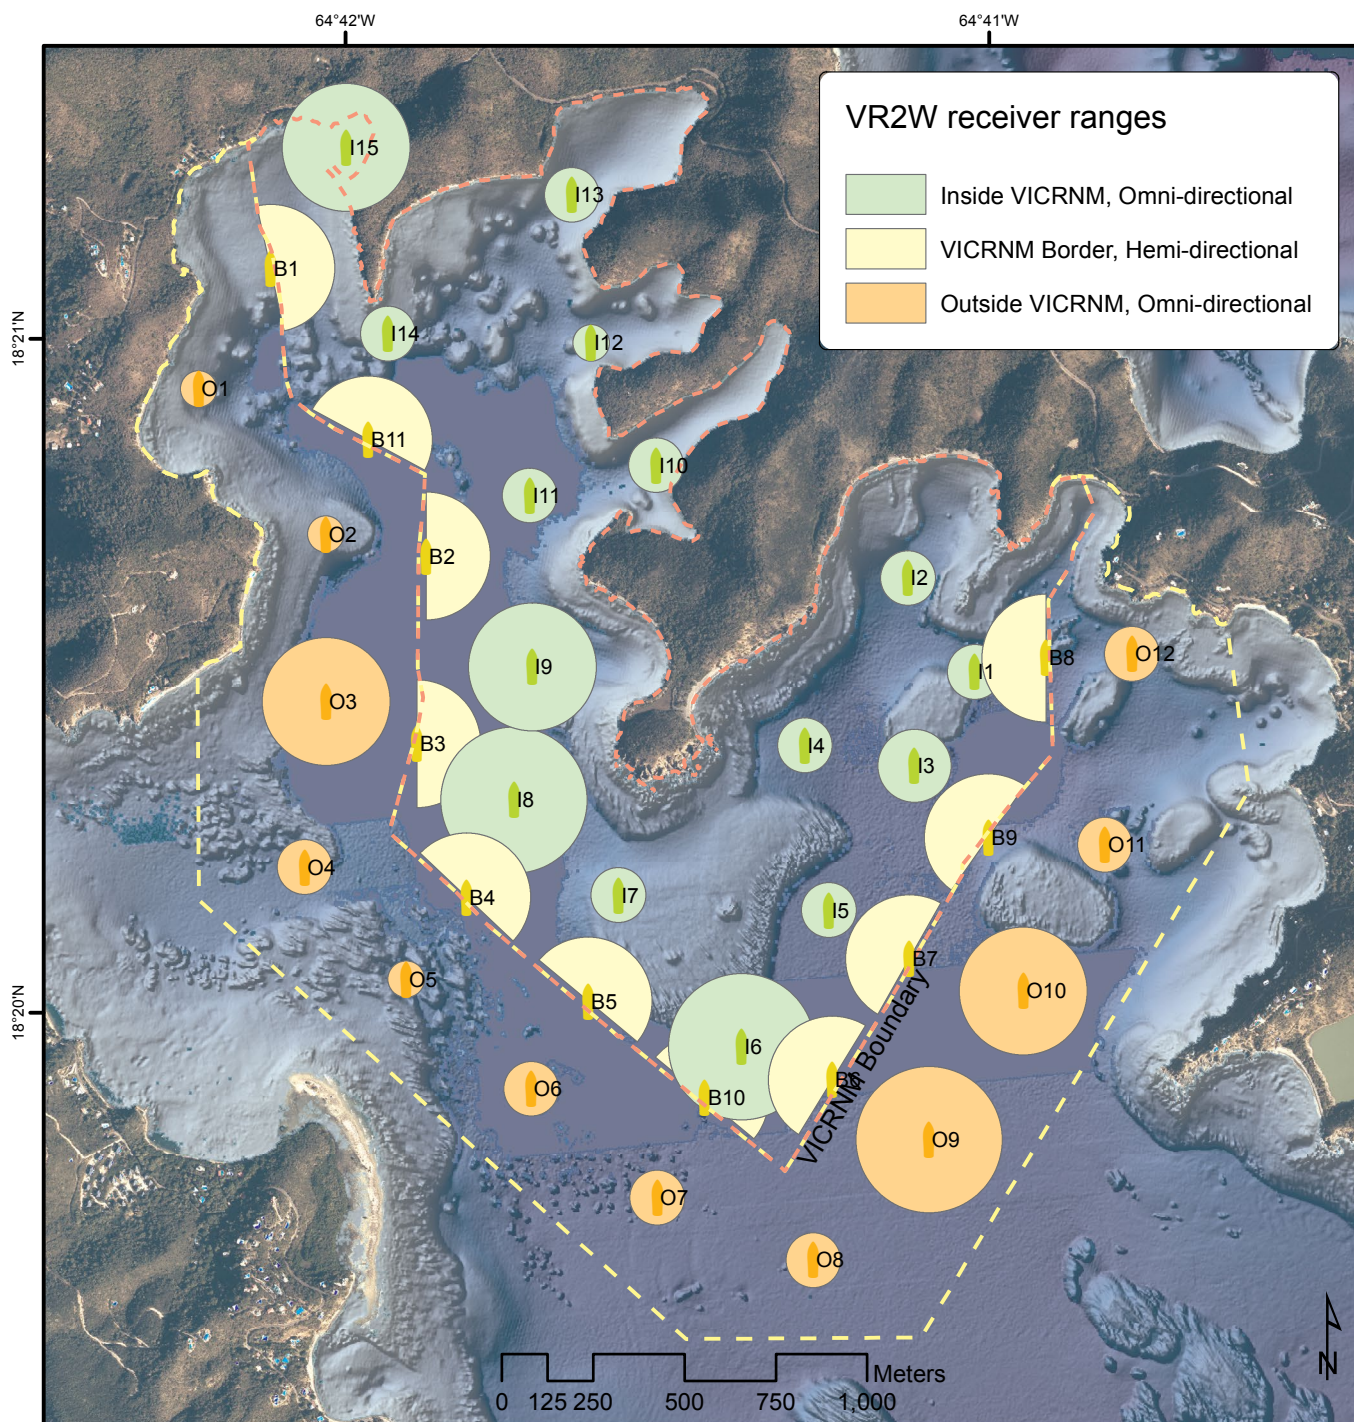 64°42'W
64°41'W
VR2W receiver ranges
Inside VICRNM, Omni-directional
VICRNM Border, Hemi-directional
Outside VICRNM, Omni-directional
I15
I13
B1
I14
I12
18°21'N
O1
B11
I10
I11
O2
B2
I2
I9
B8
O12
I1
O3
B3
I4
I3
I8
B9
O11
O4
B4
I7
I5
B7
O5
B5
O10
18°20'N
I6
B6
O6
B10
VICRNM Boundary
O9
O7
O8
Meters
0 125 250 500 750 1,000
N